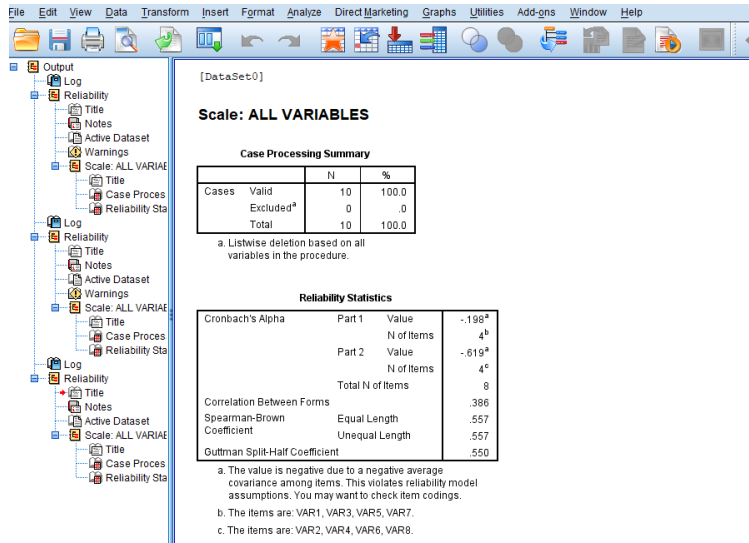 File Edit View Data Transform Insert Format Analyze Direct Marketing Graphs Utilities Add-ons Window Help
Output
Log
Reliability
Title
Notes
Active Dataset
Warnings
Scale: ALL VARIAE
Title
Case Proces
Reliability Sta
Log
Reliability
Title
Notes
Active Dataset
Warnings
Scale: ALL VARIAE
Title
Case Proces
Reliability Sta
Log
Reliability
Title
Notes
Active Dataset
Scale: ALL VARIAE
Title
Case Proces
Reliability Sta
[DataSet0]
Scale: ALL VARIABLES
Case Processing Summary
N %
Cases Valid 10 100.0
Excludedª 0 .0
Total 10 100.0
a. Listwise deletion based on all
variables in the procedure.
Reliability Statistics
Cronbach's Alpha Part 1 Value -.198ª
N of Items 4ᵇ
Part 2 Value -.619ª
N of Items 4ᶜ
Total N of Items 8
Correlation Between Forms .386
Spearman-Brown Equal Length .557
Coefficient Unequal Length .557
Guttman Split-Half Coefficient .550
a. The value is negative due to a negative average
covariance among items. This violates reliability model
assumptions. You may want to check item codings.
b. The items are: VAR1, VAR3, VAR5, VAR7.
c. The items are: VAR2, VAR4, VAR6, VAR8.